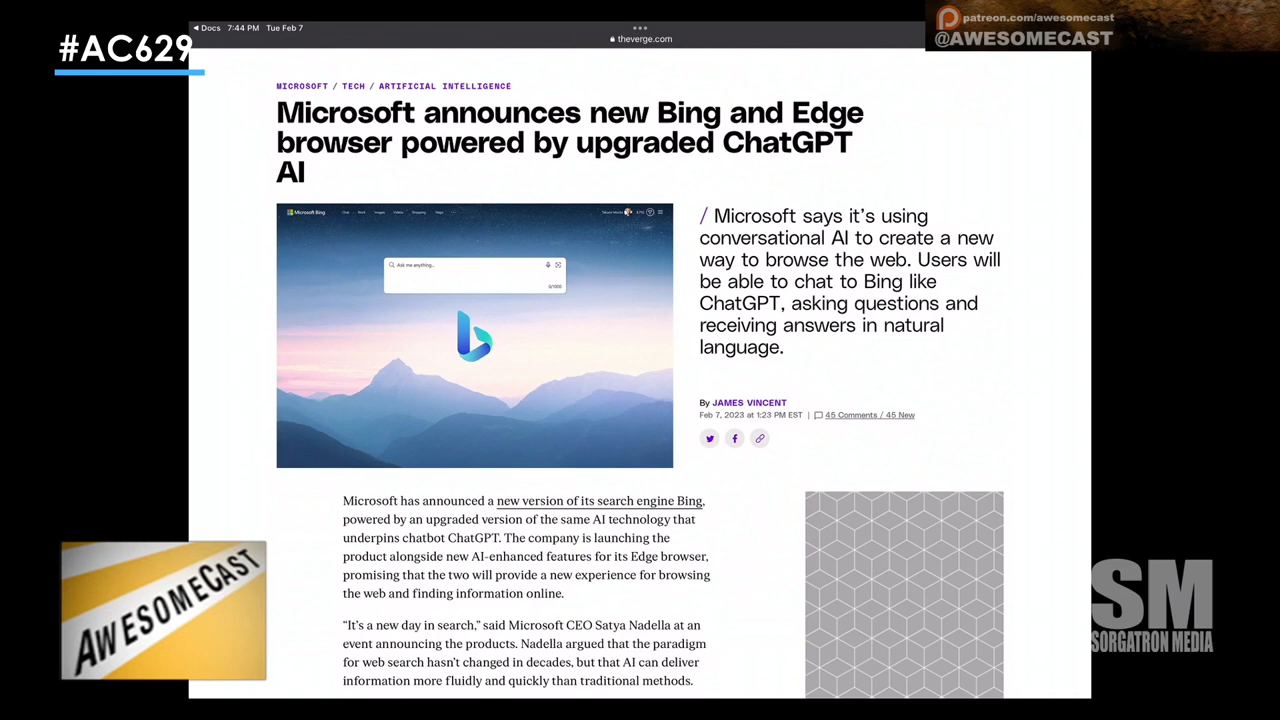 #AC629
Docs 7:44 PM Tue Feb 7
theverge.com
patreon.com/awesomecast
@AWESOMECAST
MICROSOFT / TECH / ARTIFICIAL INTELLIGENCE
Microsoft announces new Bing and Edge
browser powered by upgraded ChatGPT
AI
Microsoft Bing Chat Work Images Videos Shopping Maps
Ask me anything...
0/1000
/ Microsoft says it's using
conversational AI to create a new
way to browse the web. Users will
be able to chat to Bing like
ChatGPT, asking questions and
receiving answers in natural
language.
By JAMES VINCENT
Feb 7, 2023 at 1:23 PM EST | 45 Comments / 45 New
Microsoft has announced a new version of its search engine Bing,
powered by an upgraded version of the same AI technology that
underpins chatbot ChatGPT. The company is launching the
product alongside new AI-enhanced features for its Edge browser,
promising that the two will provide a new experience for browsing
the web and finding information online.
“It’s a new day in search,” said Microsoft CEO Satya Nadella at an
event announcing the products. Nadella argued that the paradigm
for web search hasn’t changed in decades, but that AI can deliver
information more fluidly and quickly than traditional methods.
AWESOMECAST
SM
SORGATRON MEDIA